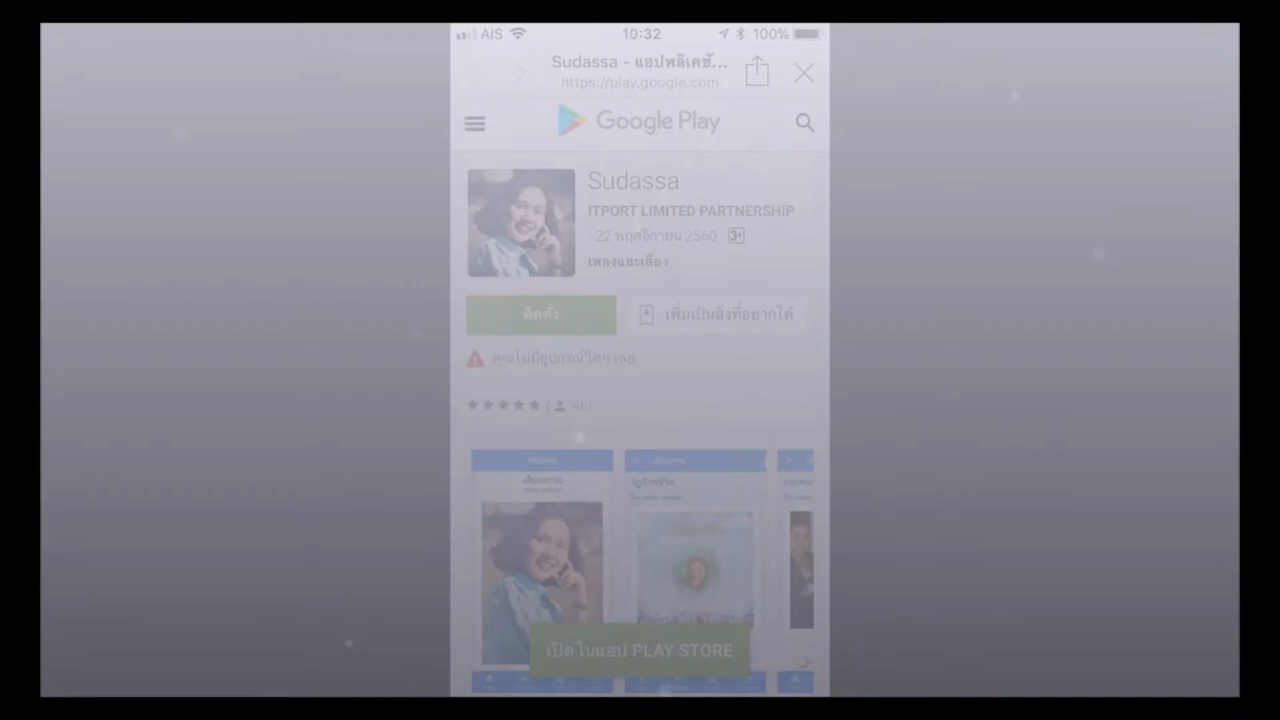 AIS 10:32 100%
Sudassa - แอปพลิเคชั...
https://play.google.com
Google Play
Sudassa
ITPORT LIMITED PARTNERSHIP
22 พฤศจิกายน 2560 3+
เพลงและเสียง
ติดตั้ง เพิ่มเป็นสิ่งที่อยากได้
คุณไม่มีอุปกรณ์ใดๆ เลย
( 46)
เปิดในแอป PLAY STORE